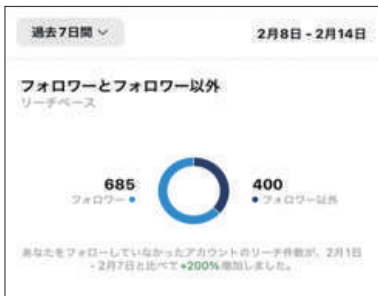 過去7日間
2月8日 - 2月14日
フォロワーとフォロワー以外
リーチベース
685
フォロワー
400
フォロワー以外
あなたをフォローしていなかったアカウントのリーチ件数が、2月1日
- 2月7日と比べて+200%増加しました。